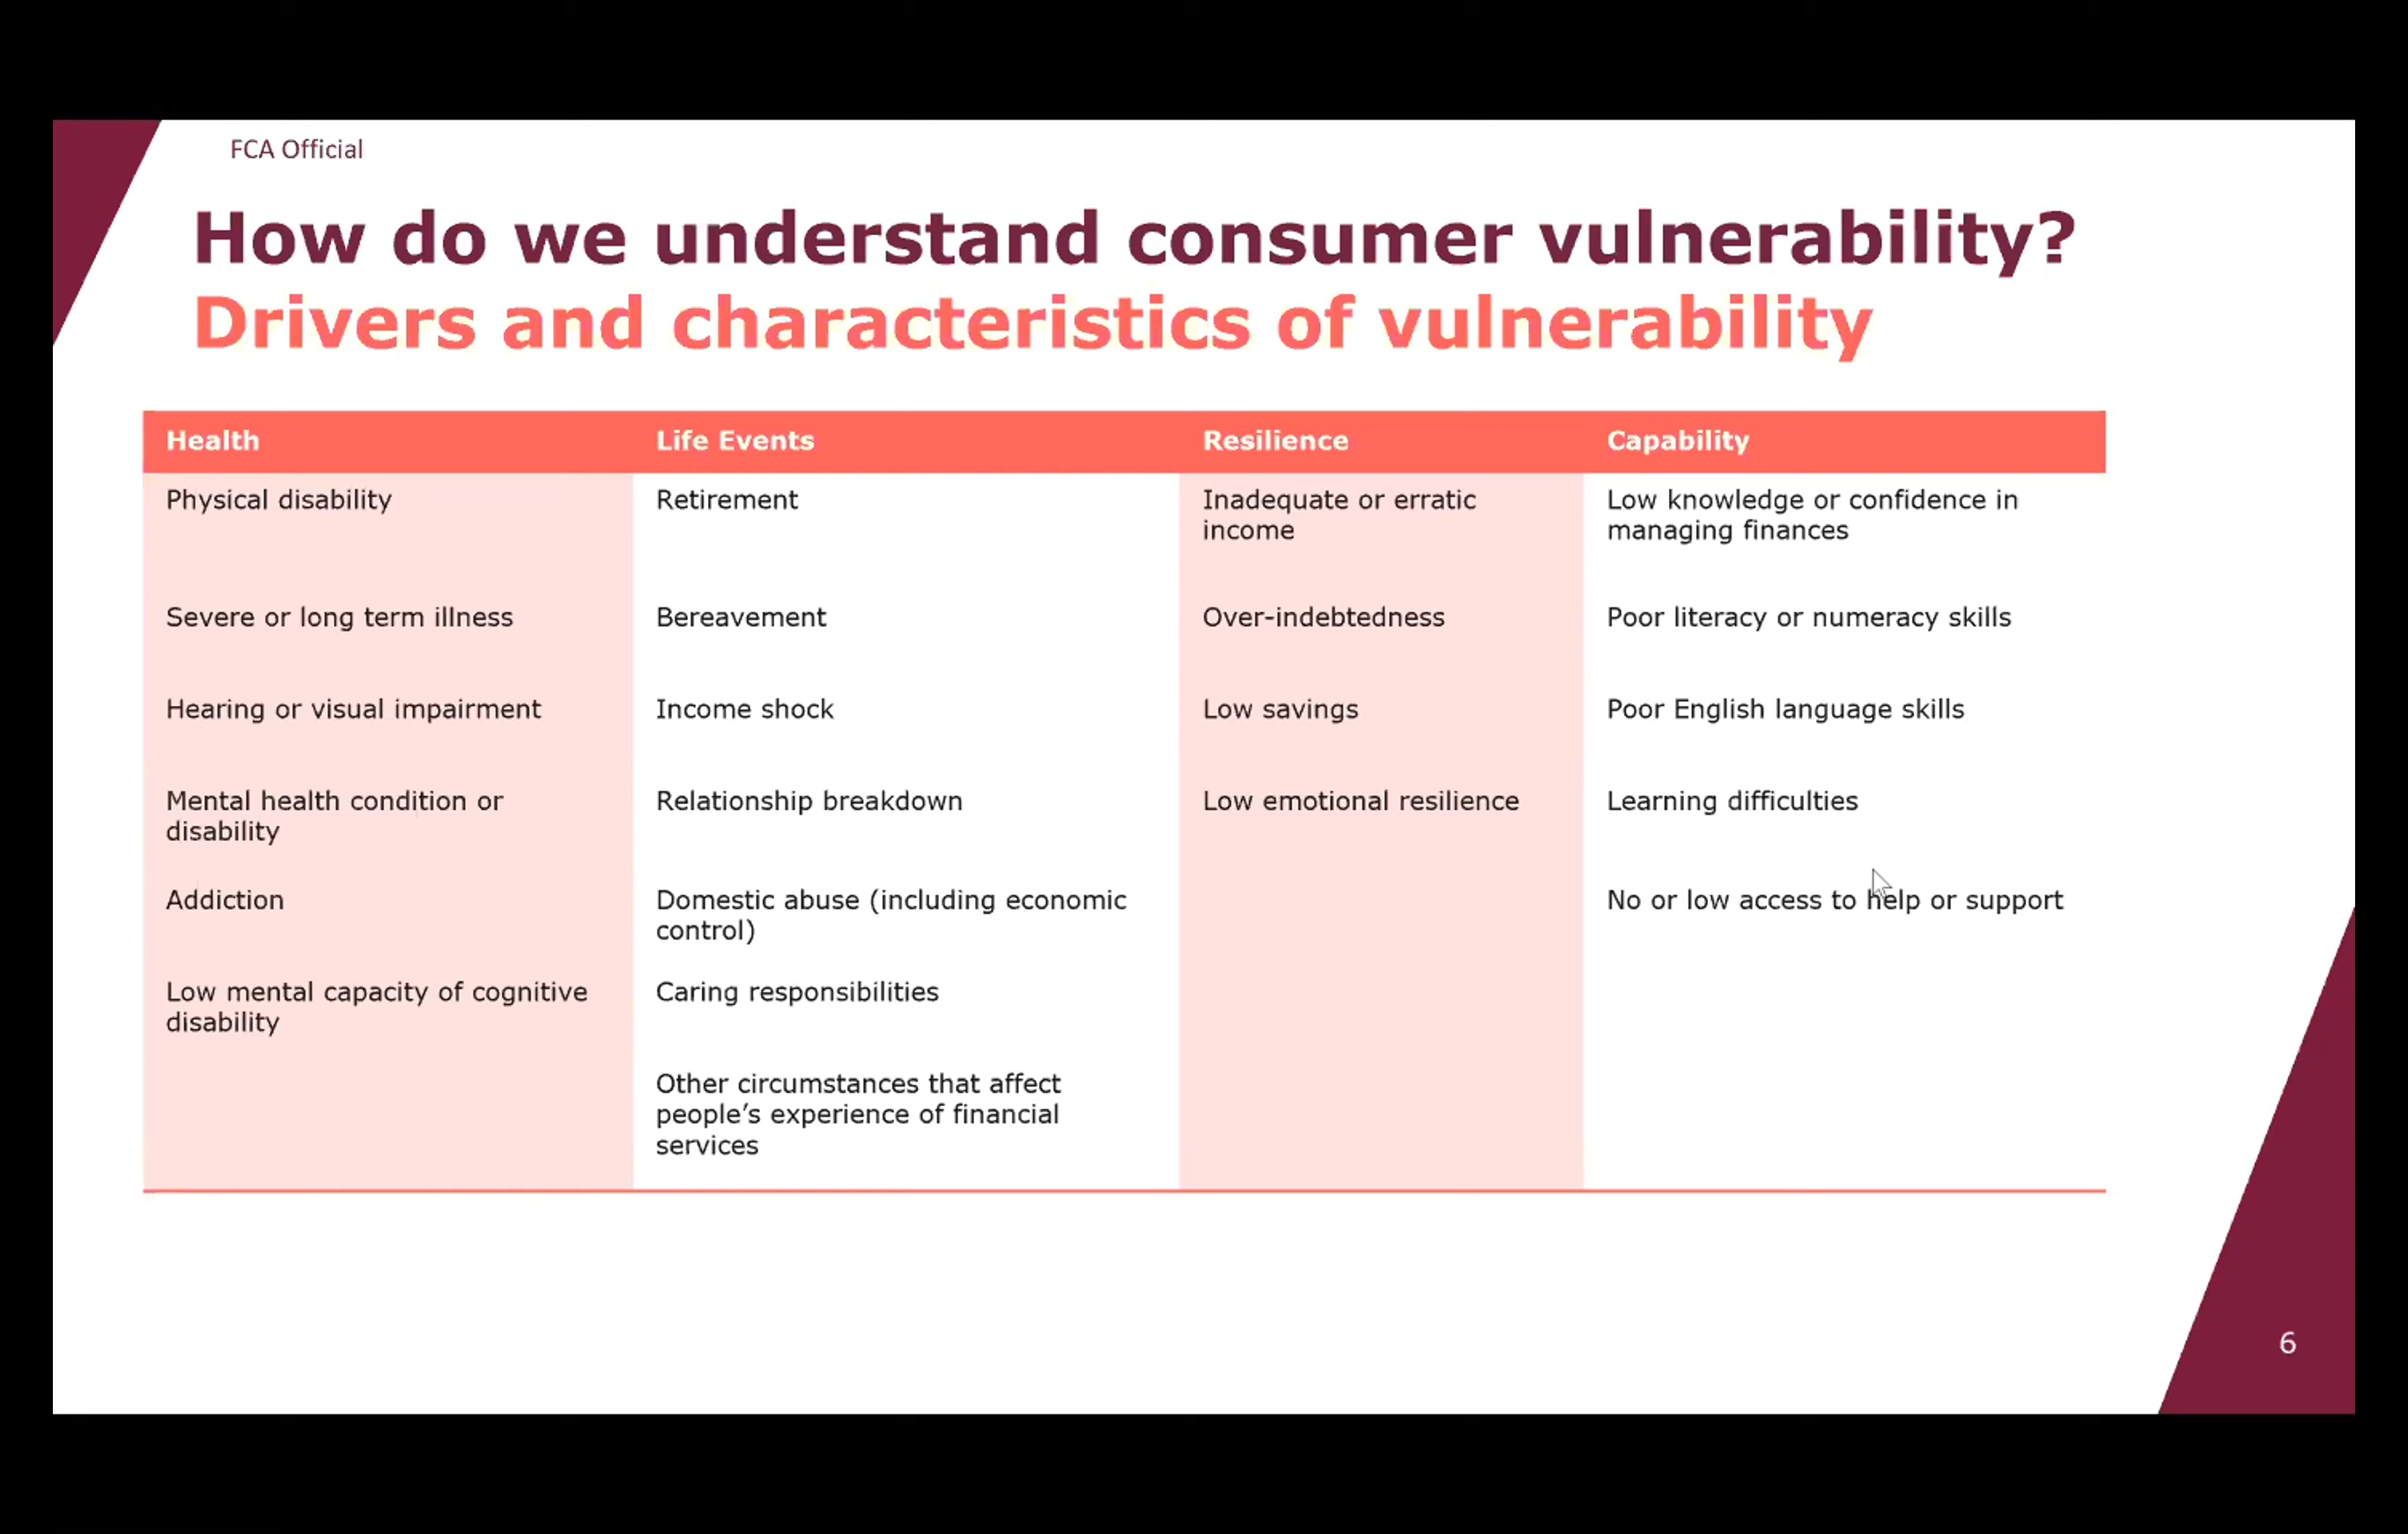 FCA Official
How do we understand consumer vulnerability?
Drivers and characteristics of vulnerability
Health
Life Events
Resilience
Capability
Physical disability
Retirement
Inadequate or erratic
income
Low knowledge or confidence in
managing finances
Severe or long term illness
Bereavement
Over-indebtedness
Poor literacy or numeracy skills
Hearing or visual impairment
Income shock
Low savings
Poor English language skills
Mental health condition or
disability
Relationship breakdown
Low emotional resilience
Learning difficulties
Addiction
Domestic abuse (including economic
control)
No or low access to help or support
Low mental capacity of cognitive
disability
Caring responsibilities
Other circumstances that affect
people’s experience of financial
services
6